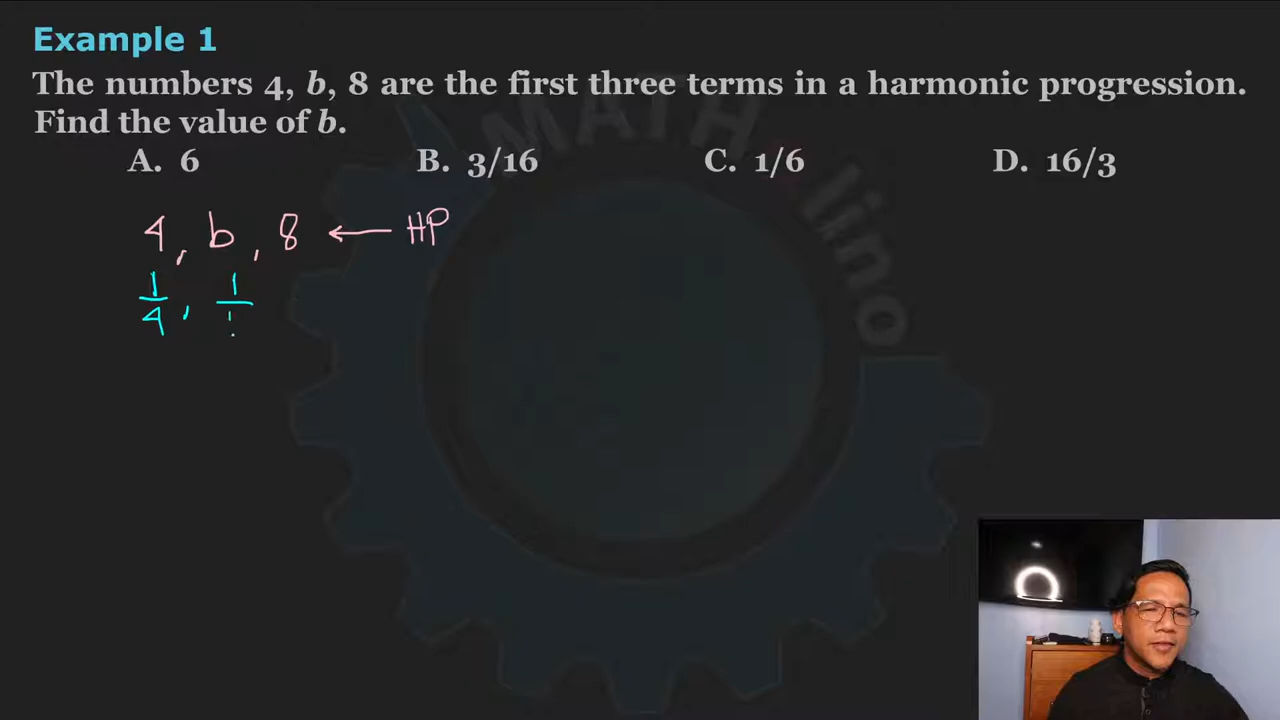 Example 1
The numbers 4, b, 8 are the first three terms in a harmonic progression.
Find the value of b.
A. 6 B. 3/16 C. 1/6 D. 16/3
4, b, 8 ← HP
1/4, 1/
MATHalino